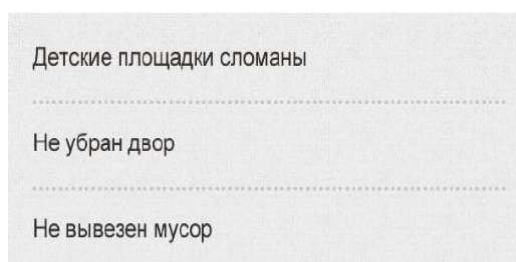 Детские площадки сломаны
Не убран двор
Не вывезен мусор